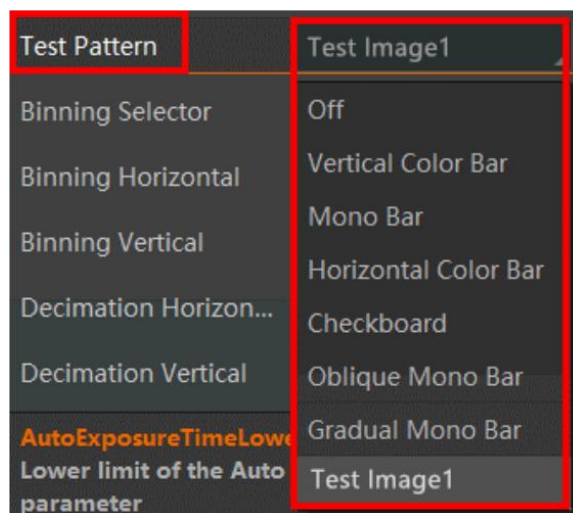 Test Pattern
Test Image1
Binning Selector
Off
Binning Horizontal
Vertical Color Bar
Mono Bar
Binning Vertical
Horizontal Color Bar
Decimation Horizon...
Checkboard
Decimation Vertical
Oblique Mono Bar
AutoExposureTimeLowe
Gradual Mono Bar
Lower limit of the Auto
Test Image1
parameter